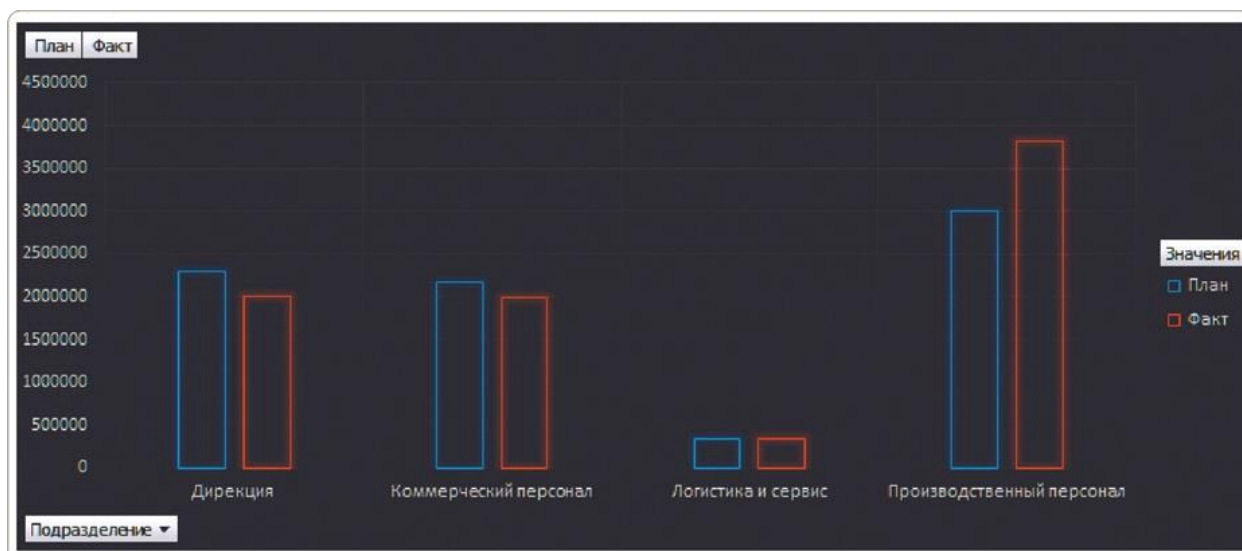 План Факт
4500000
4000000
3500000
3000000
2500000
2000000
1500000
1000000
500000
0
Дирекция Коммерческий персонал Логистика и сервис Производственный персонал
Значения
План
Факт
Подразделение